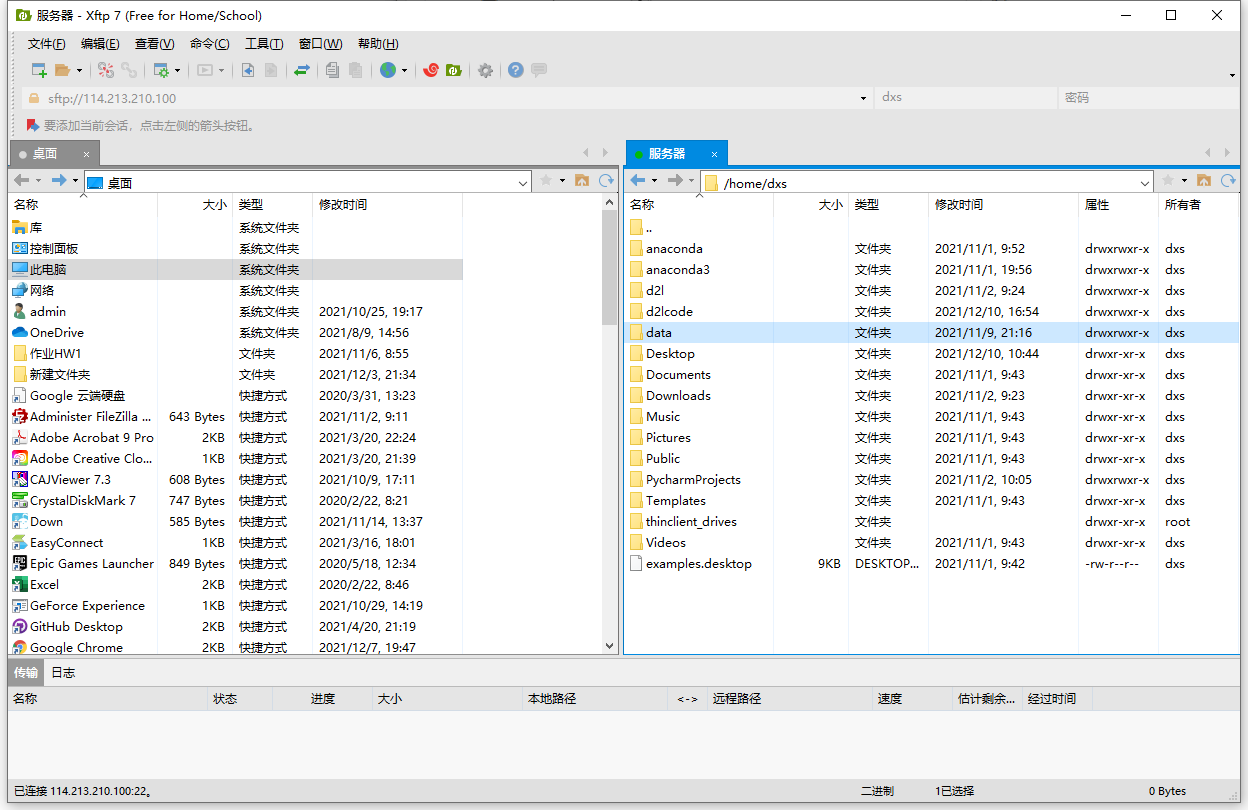 服务器 - Xftp 7 (Free for Home/School)
文件(F) 编辑(E) 查看(V) 命令(C) 工具(T) 窗口(W) 帮助(H)
sftp://114.213.210.100 dxs 密码
要添加当前会话，点击左侧的箭头按钮。
桌面 × 服务器 ×
桌面 /home/dxs
名称 大小 类型 修改时间
库 系统文件夹
控制面板 系统文件夹
此电脑 系统文件夹
网络 系统文件夹
admin 系统文件夹 2021/10/25, 19:17
OneDrive 系统文件夹 2021/8/9, 14:56
作业HW1 文件夹 2021/11/6, 8:55
新建文件夹 文件夹 2021/12/3, 21:34
Google 云端硬盘 快捷方式 2020/3/31, 13:23
Administer FileZilla ... 643 Bytes 快捷方式 2021/11/2, 9:11
Adobe Acrobat 9 Pro 2KB 快捷方式 2021/3/20, 22:24
Adobe Creative Clo... 1KB 快捷方式 2021/3/20, 21:39
CAJViewer 7.3 608 Bytes 快捷方式 2021/10/9, 17:11
CrystalDiskMark 7 747 Bytes 快捷方式 2020/2/22, 8:21
Down 585 Bytes 快捷方式 2021/11/14, 13:37
EasyConnect 1KB 快捷方式 2021/3/16, 18:01
Epic Games Launcher 849 Bytes 快捷方式 2020/5/18, 12:34
Excel 2KB 快捷方式 2020/2/22, 8:46
GeForce Experience 1KB 快捷方式 2021/10/29, 14:19
GitHub Desktop 2KB 快捷方式 2021/4/20, 21:19
Google Chrome 2KB 快捷方式 2021/12/7, 19:47
名称 大小 类型 修改时间 属性 所有者
..
anaconda 文件夹 2021/11/1, 9:52 drwxrwxr-x dxs
anaconda3 文件夹 2021/11/1, 19:56 drwxrwxr-x dxs
d2l 文件夹 2021/11/2, 9:24 drwxrwxr-x dxs
d2lcode 文件夹 2021/12/10, 16:54 drwxrwxr-x dxs
data 文件夹 2021/11/9, 21:16 drwxrwxr-x dxs
Desktop 文件夹 2021/12/10, 10:44 drwxr-xr-x dxs
Documents 文件夹 2021/11/1, 9:43 drwxr-xr-x dxs
Downloads 文件夹 2021/11/2, 9:23 drwxr-xr-x dxs
Music 文件夹 2021/11/1, 9:43 drwxr-xr-x dxs
Pictures 文件夹 2021/11/1, 9:43 drwxr-xr-x dxs
Public 文件夹 2021/11/1, 9:43 drwxr-xr-x dxs
PycharmProjects 文件夹 2021/11/2, 10:05 drwxrwxr-x dxs
Templates 文件夹 2021/11/1, 9:43 drwxr-xr-x dxs
thinclient_drives 文件夹 drwxr-xr-x root
Videos 文件夹 2021/11/1, 9:43 drwxr-xr-x dxs
examples.desktop 9KB DESKTOP... 2021/11/1, 9:42 -rw-r--r-- dxs
传输 日志
名称 状态 进度 大小 本地路径 <-> 远程路径 速度 估计剩余... 经过时间
已连接 114.213.210.100:22。 二进制 1已选择 0 Bytes